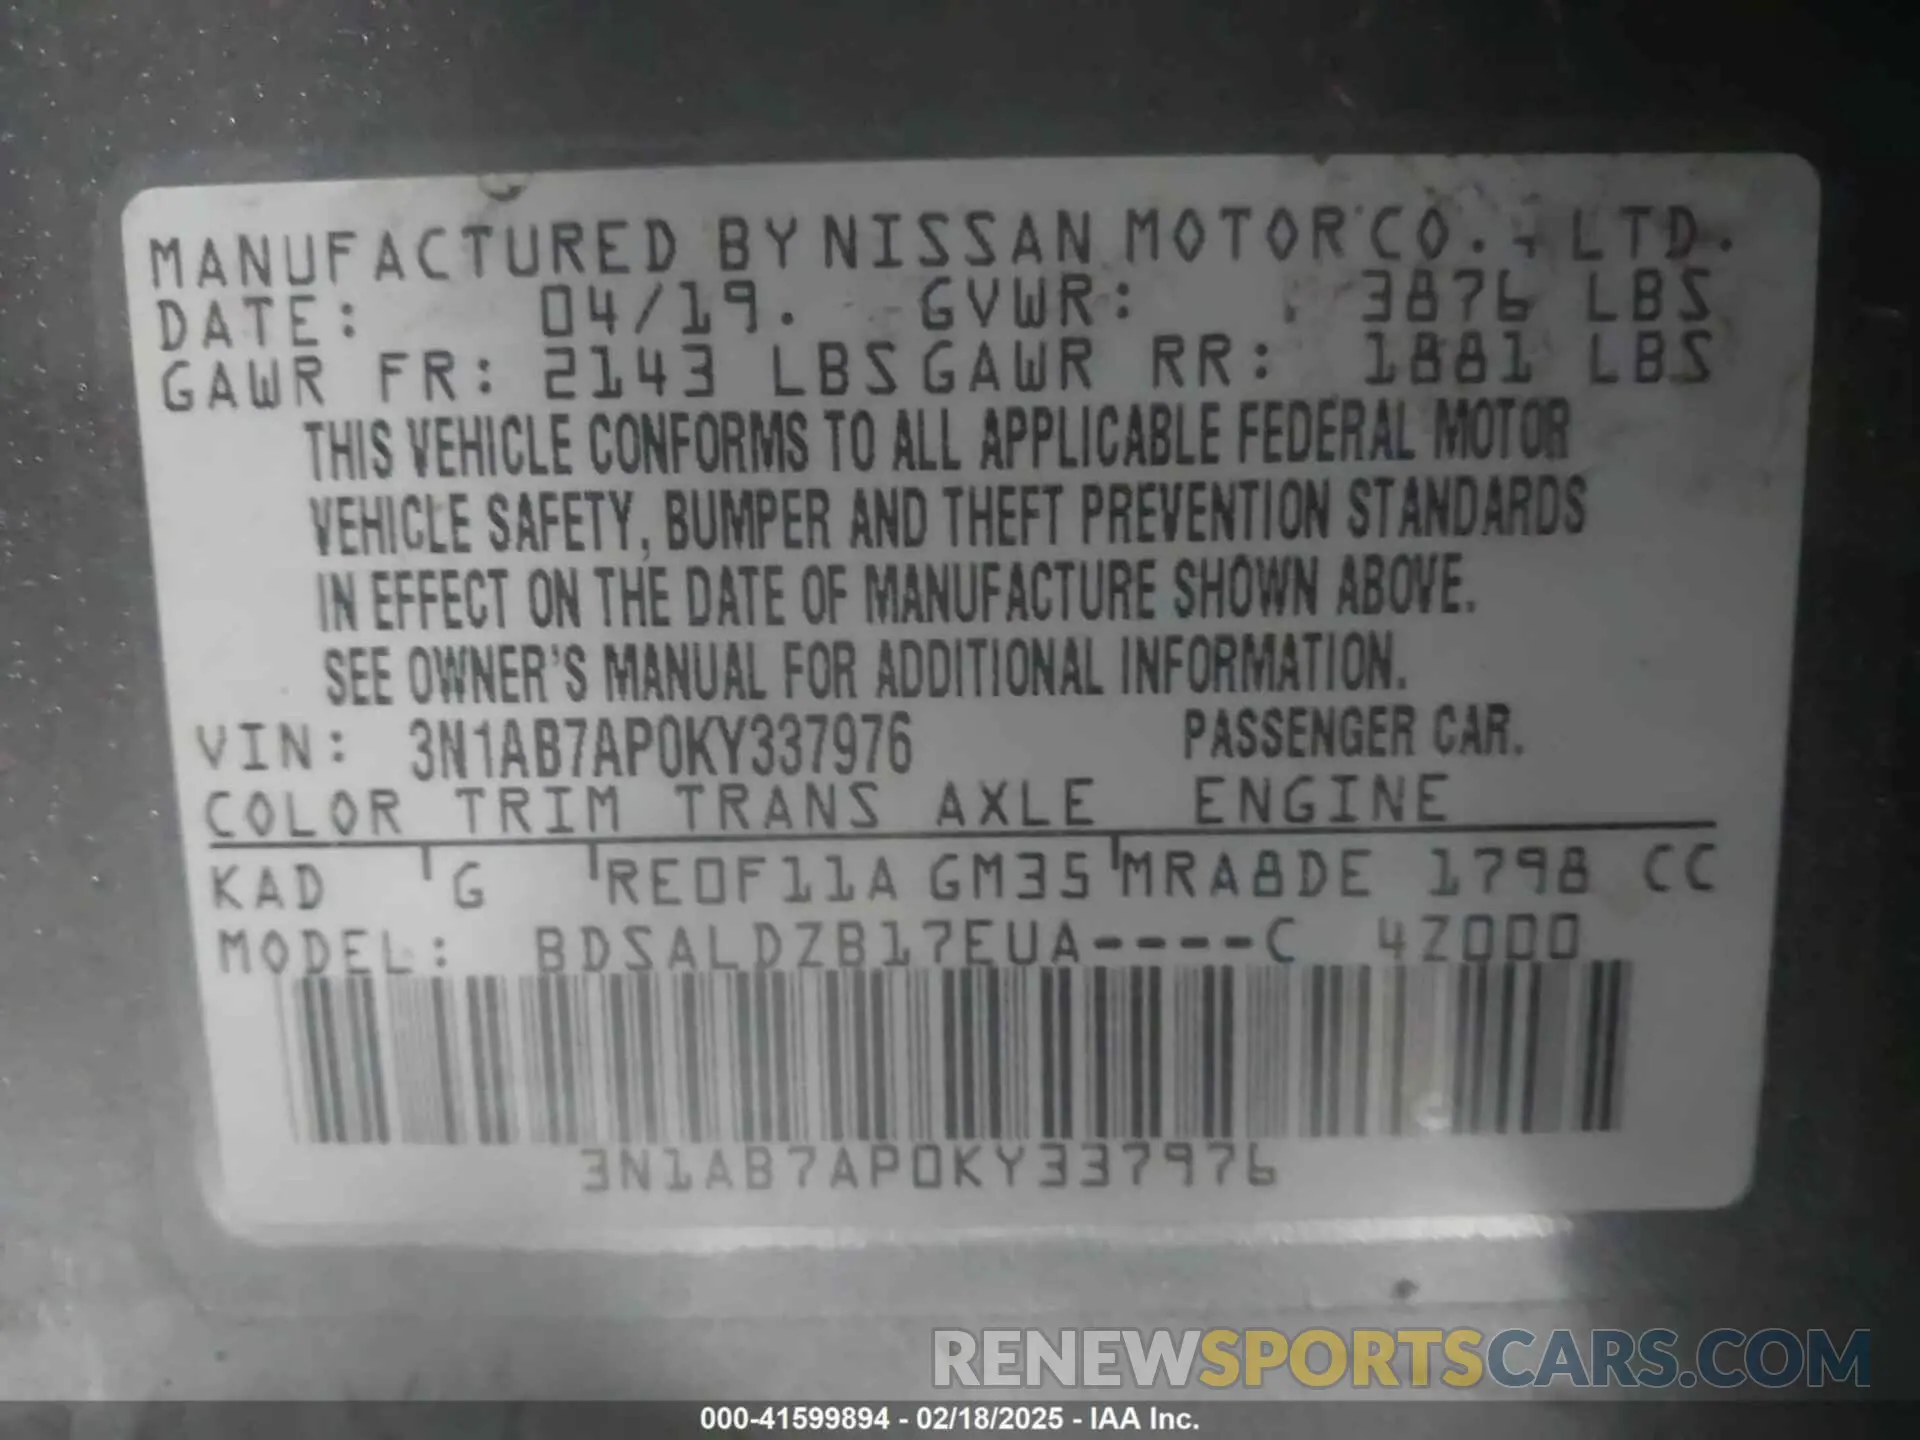 MANUFACTURED BY NISSAN MOTOR CO., LTD.
DATE: 04/19. GVWR: 3876 LBS
GAWR FR: 2143 LBS GAWR RR: 1881 LBS
THIS VEHICLE CONFORMS TO ALL APPLICABLE FEDERAL MOTOR
VEHICLE SAFETY, BUMPER AND THEFT PREVENTION STANDARDS
IN EFFECT ON THE DATE OF MANUFACTURE SHOWN ABOVE.
SEE OWNER'S MANUAL FOR ADDITIONAL INFORMATION.
VIN: 3N1AB7AP0KY337976 PASSENGER CAR.
COLOR TRIM TRANS AXLE ENGINE
KAD G RE0F11A GM35 MRA8DE 1798 CC
MODEL: BDSALDZB17EUA----C 4Z000
3N1AB7AP0KY337976
RENEWSPORTSCARS.COM
000-41599894 - 02/18/2025 - IAA Inc.